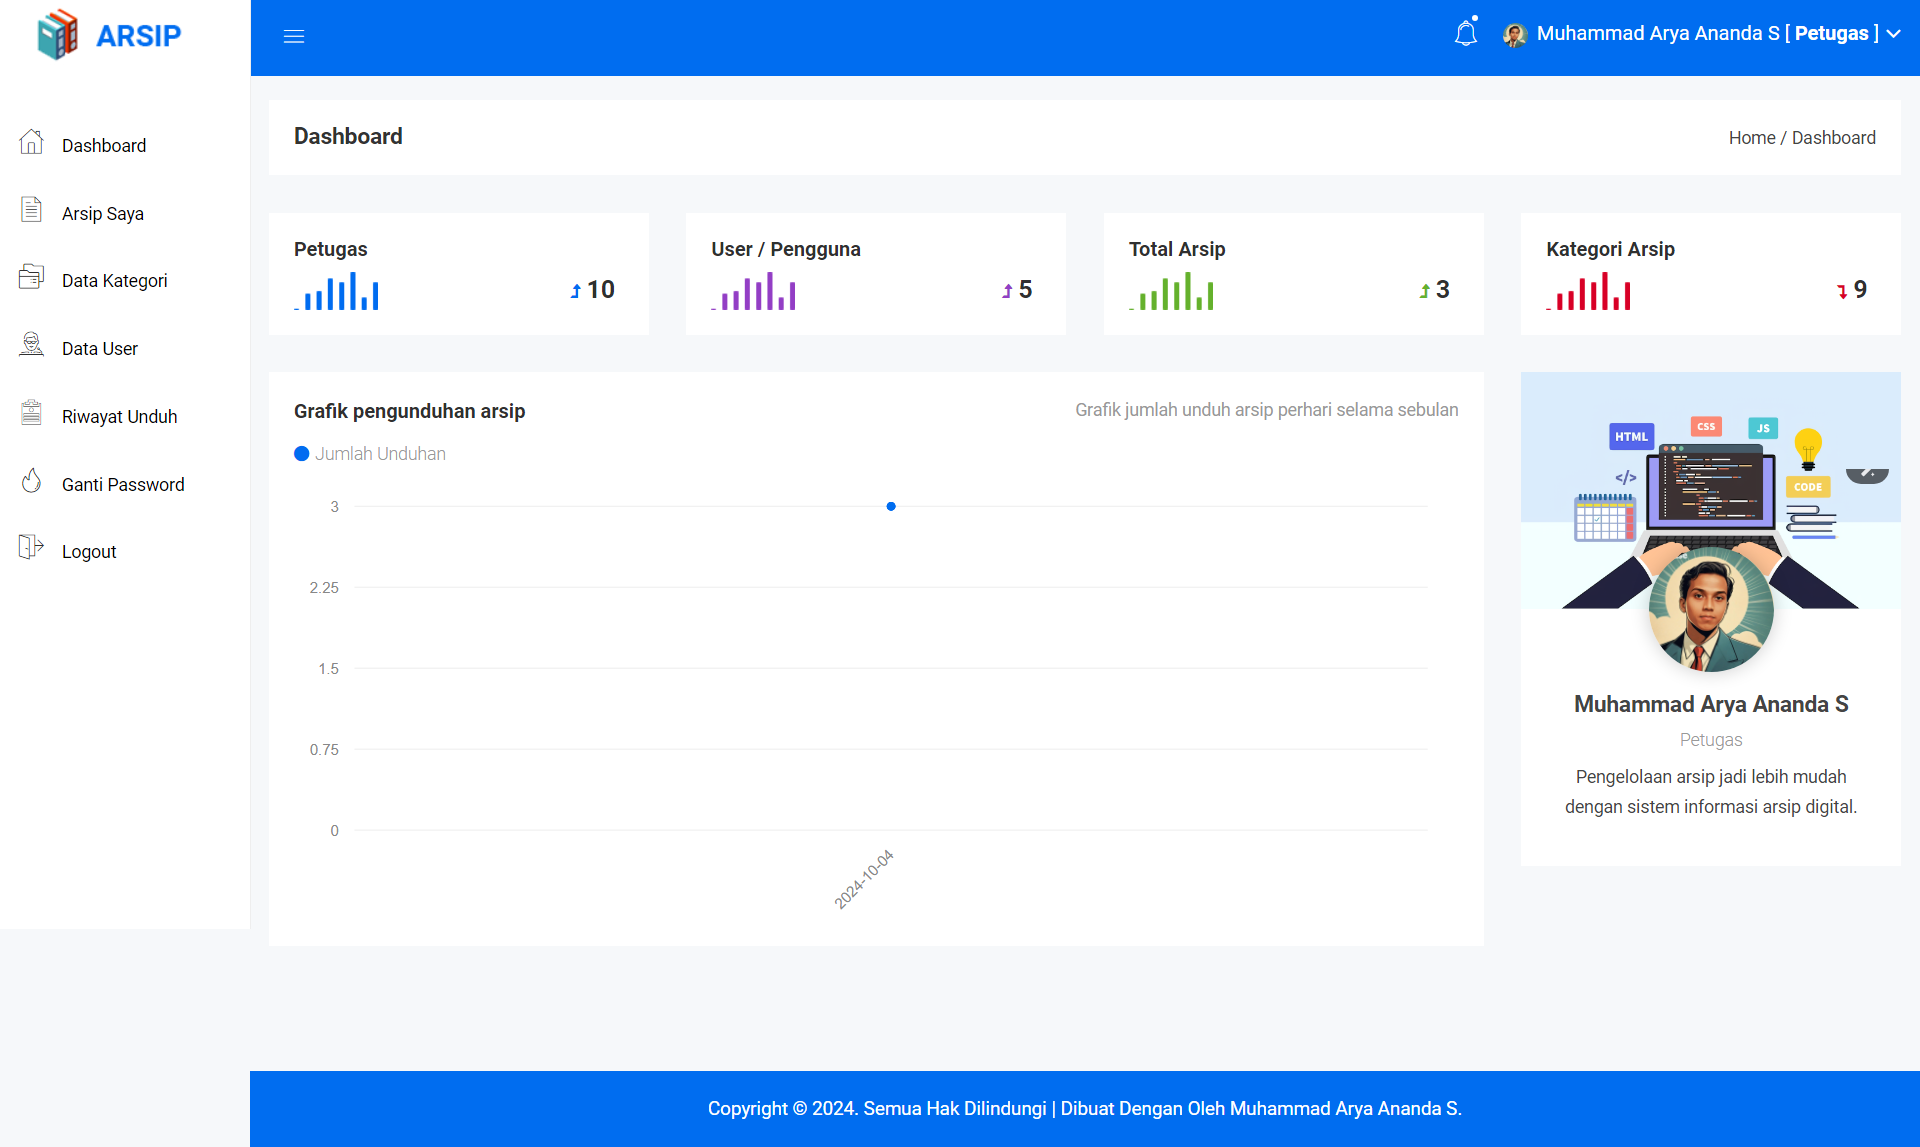 ARSIP
Muhammad Arya Ananda S [ Petugas ]
Dashboard
Arsip Saya
Data Kategori
Data User
Riwayat Unduh
Ganti Password
Logout
Dashboard
Home / Dashboard
Petugas
10
User / Pengguna
5
Total Arsip
3
Kategori Arsip
9
Grafik pengunduhan arsip
Grafik jumlah unduh arsip perhari selama sebulan
Jumlah Unduhan
3
2.25
1.5
0.75
0
2024-10-04
HTML
CSS
JS
</>
CODE
Muhammad Arya Ananda S
Petugas
Pengelolaan arsip jadi lebih mudah
dengan sistem informasi arsip digital.
Copyright © 2024. Semua Hak Dilindungi | Dibuat Dengan Oleh Muhammad Arya Ananda S.